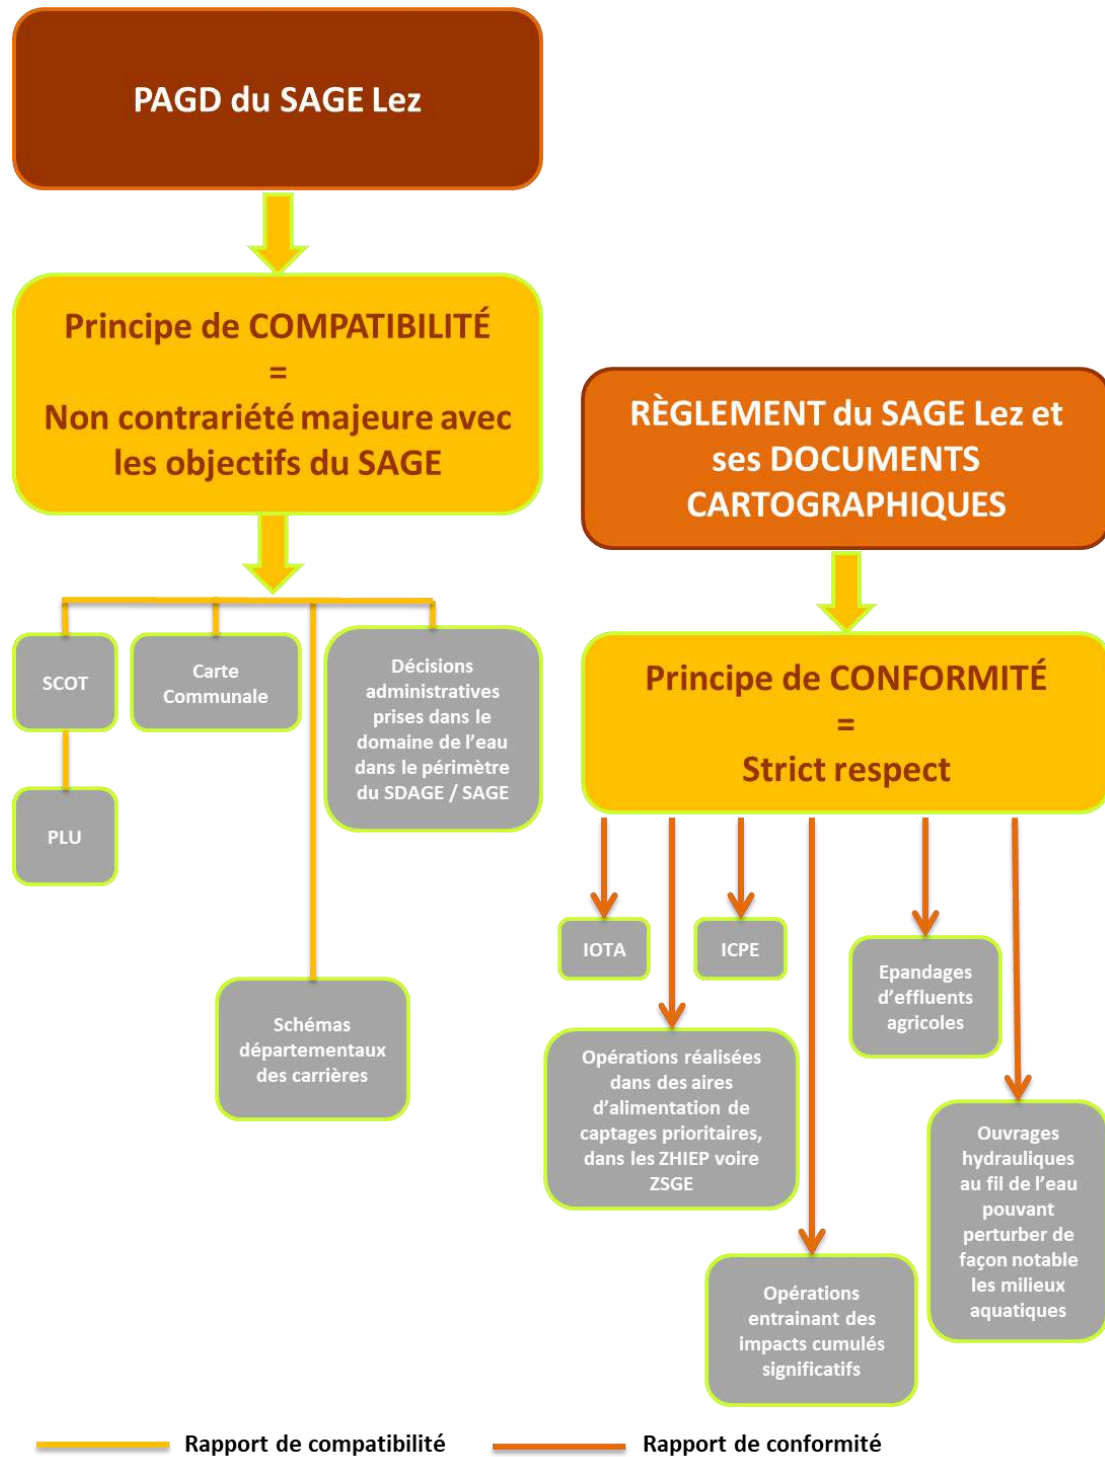 PAGD du SAGE Lez
Principe de COMPATIBILITÉ
=
Non contrariété majeure avec
les objectifs du SAGE
RÈGLEMENT du SAGE Lez et
ses DOCUMENTS
CARTOGRAPHIQUES
SCOT
Carte
Communale
Décisions
administratives
prises dans le
domaine de l'eau
dans le périmètre
du SDAGE / SAGE
PLU
Schémas
départementaux
des carrières
Principe de CONFORMITÉ
=
Strict respect
IOTA
ICPE
Epandages
d'effluents
agricoles
Opérations réalisées
dans des aires
d'alimentation de
captages prioritaires,
dans les ZHIEP voire
ZSGE
Ouvrages
hydrauliques
au fil de l'eau
pouvant
perturber de
façon notable
les milieux
aquatiques
Opérations
entrainant des
impacts cumulés
significatifs
Rapport de compatibilité
Rapport de conformité